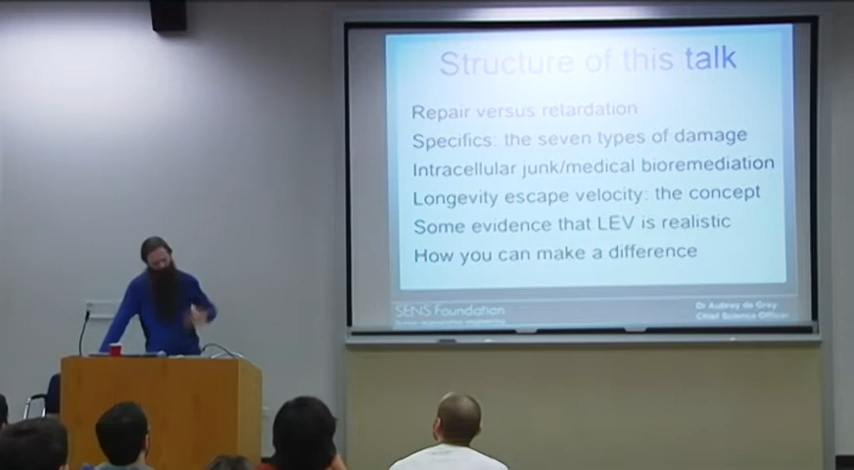 Structure of this talk
Repair versus retardation
Specifics: the seven types of damage
Intracellular junk/medical bioremediation
Longevity escape velocity: the concept
Some evidence that LEV is realistic
How you can make a difference
SENS Foundation
Dr Aubrey de Grey
Chief Science Officer